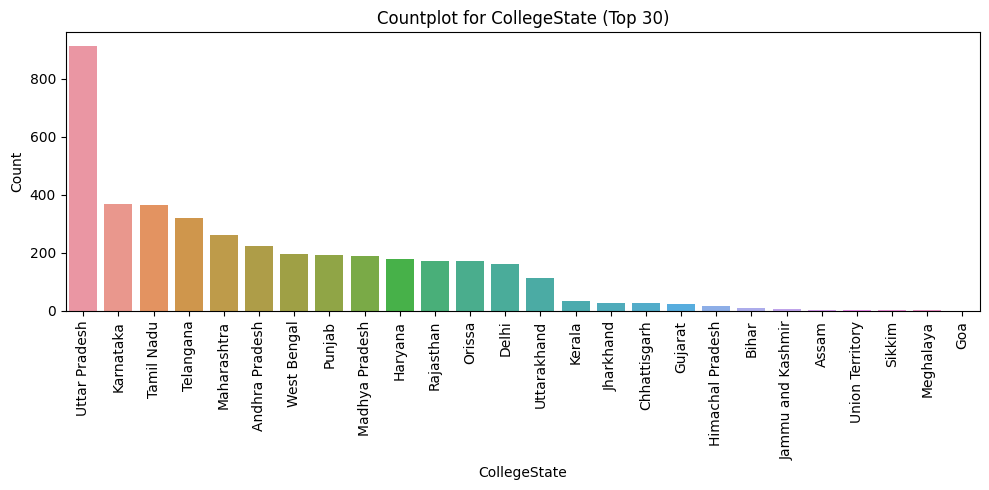 Countplot for CollegeState (Top 30)
Count
800
600
400
200
0
Uttar Pradesh
Karnataka
Tamil Nadu
Telangana
Maharashtra
Andhra Pradesh
West Bengal
Punjab
Madhya Pradesh
Haryana
Rajasthan
Orissa
Delhi
Uttarakhand
Kerala
Jharkhand
Chhattisgarh
Gujarat
Himachal Pradesh
Bihar
Jammu and Kashmir
Assam
Union Territory
Sikkim
Meghalaya
Goa
CollegeState